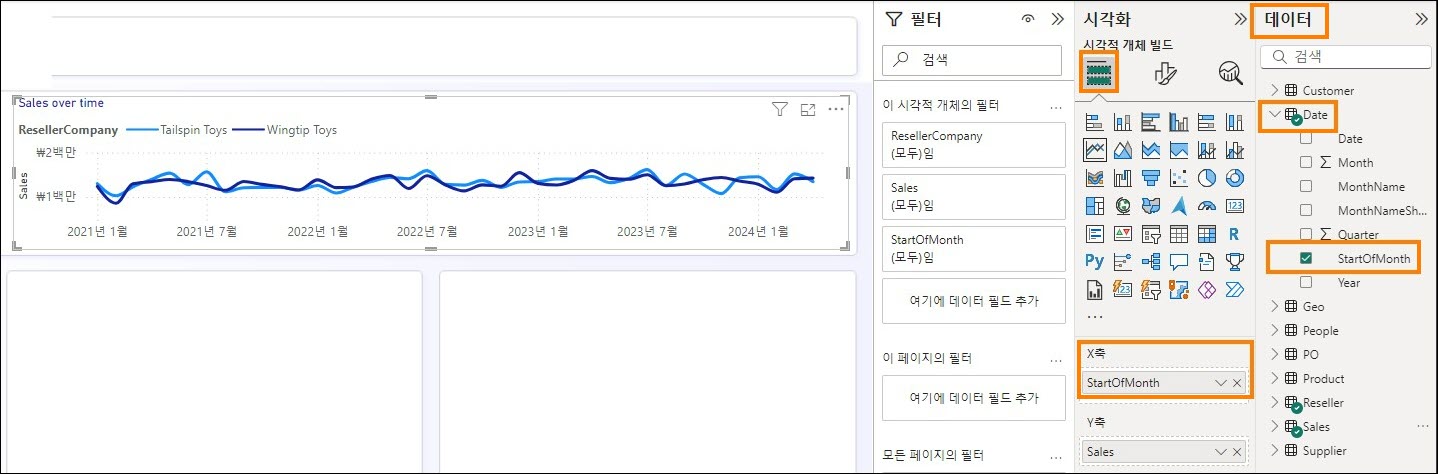 Sales over time
ResellerCompany Tailspin Toys Wingtip Toys
₩2백만
Sales
₩1백만
2021년 1월 2021년 7월 2022년 1월 2022년 7월 2023년 1월 2023년 7월 2024년 1월
필터
검색
이 시각적 개체의 필터 ...
ResellerCompany
(모두)임
Sales
(모두)임
StartOfMonth
(모두)임
여기에 데이터 필드 추가
이 페이지의 필터 ...
여기에 데이터 필드 추가
모든 페이지의 필터 ...
시각화
시각적 개체 빌드
123
R
Py
123
...
X축
StartOfMonth
Y축
Sales
데이터
검색
Customer
Date
Date
Month
MonthName
MonthNameSh...
Quarter
StartOfMonth
Year
Geo
People
PO
Product
Reseller
Sales ...
Supplier